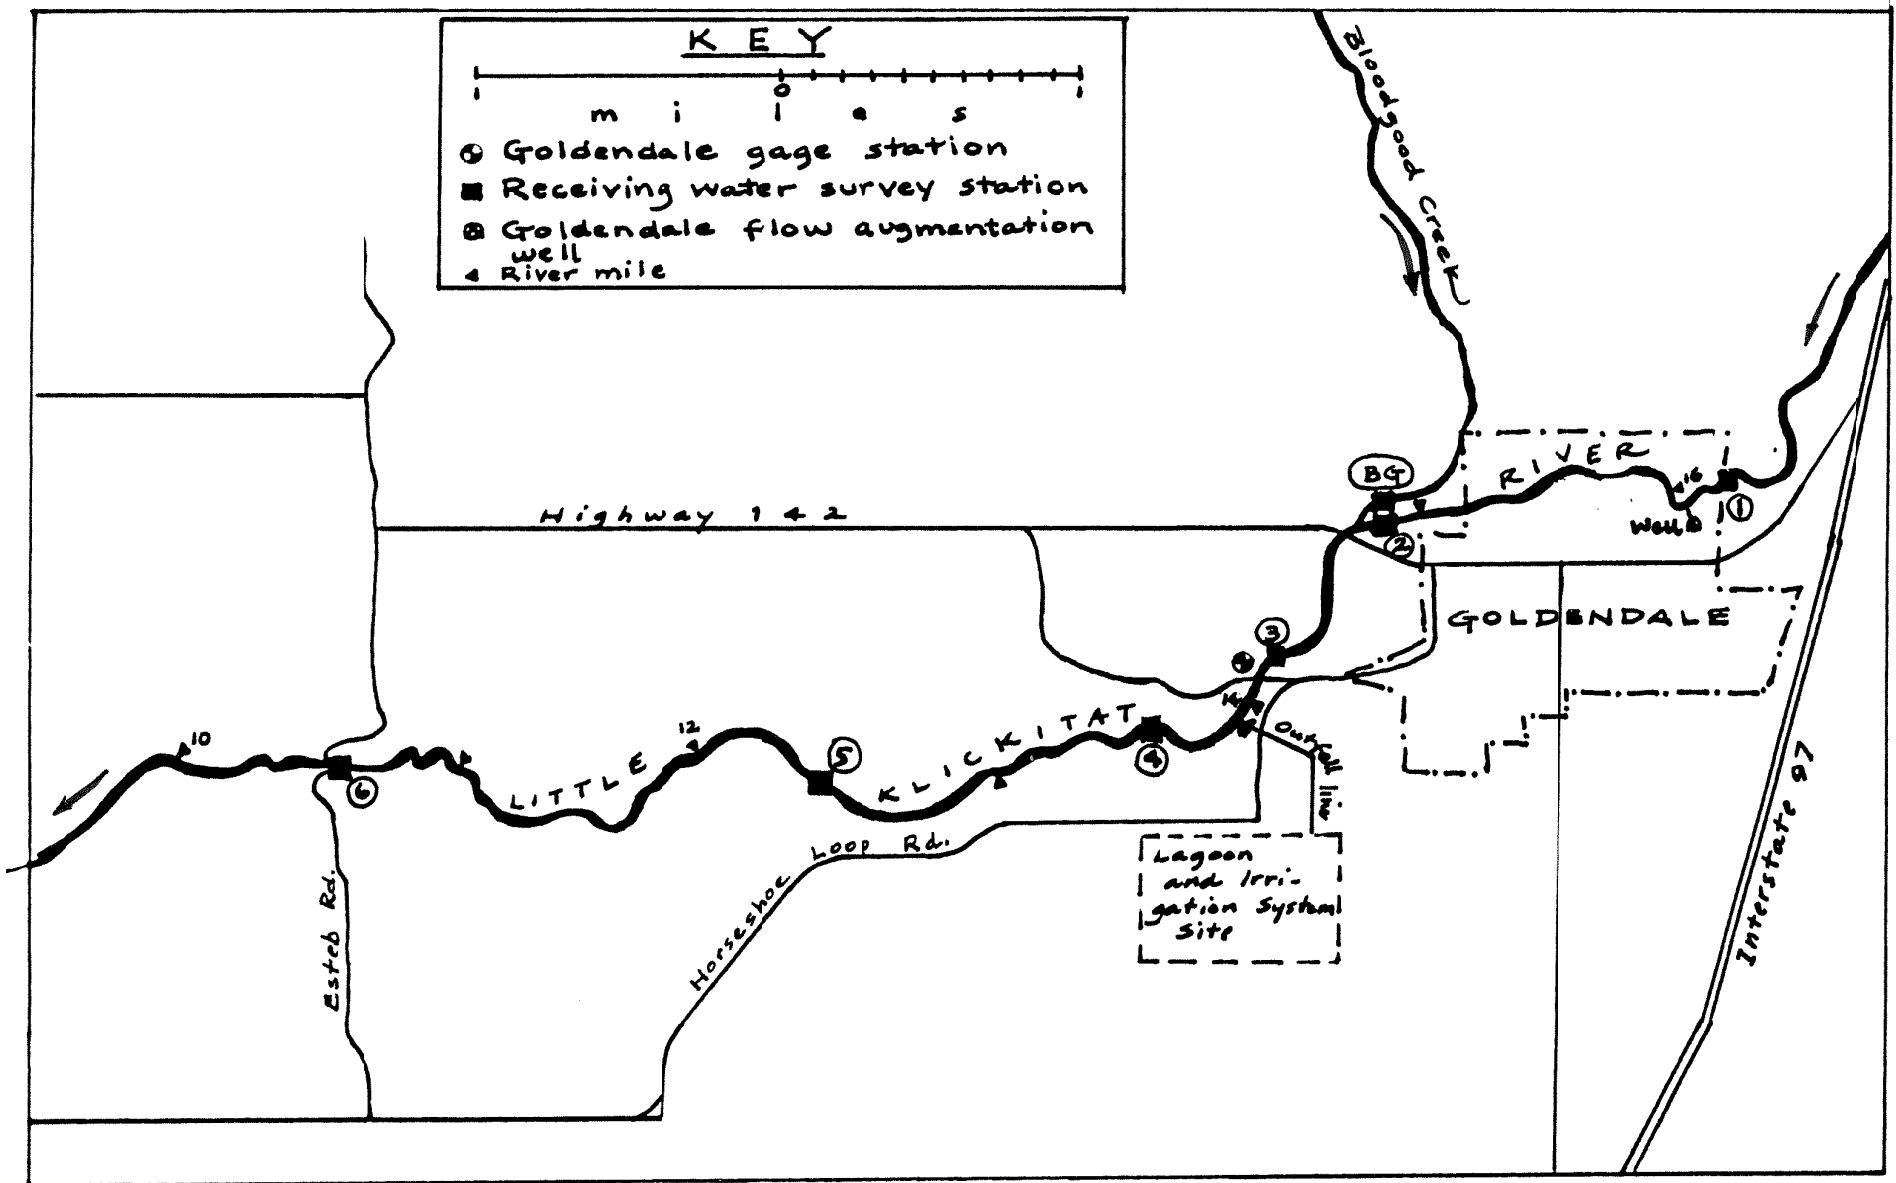 KEY
0
1 1
miles
Goldendale gage station
Receiving water survey station
Goldendale flow augmentation
well
River mile
Bloodgood Creek
BG
RIVER
16
1
Well
Highway 142
2
GOLDENDALE
3
14
Outfall line
LITTLE KLICKITAT
4
5
12
10
6
Loop Rd.
Horseshoe
Esteb Rd.
Lagoon
and Irri-
gation System
Site
Interstate 97